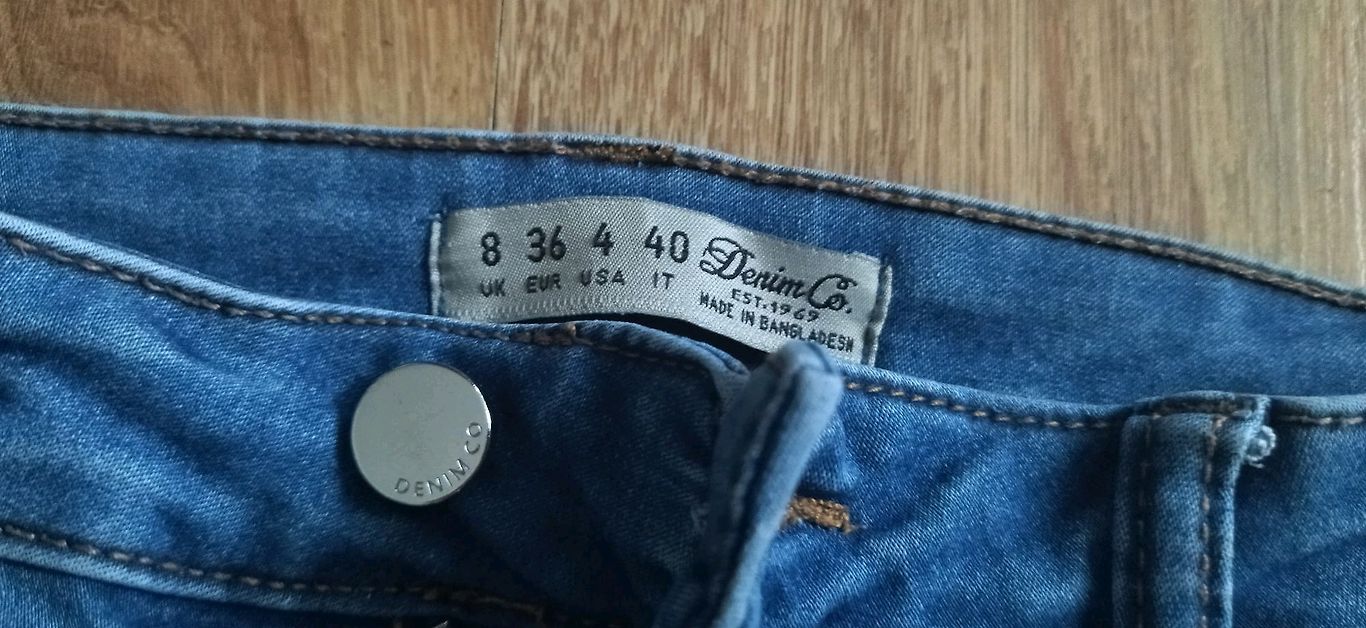 8 36 4 40
UK EUR USA IT
Denim Co.
EST.1969
MADE IN BANGLADESH
DENIM CO